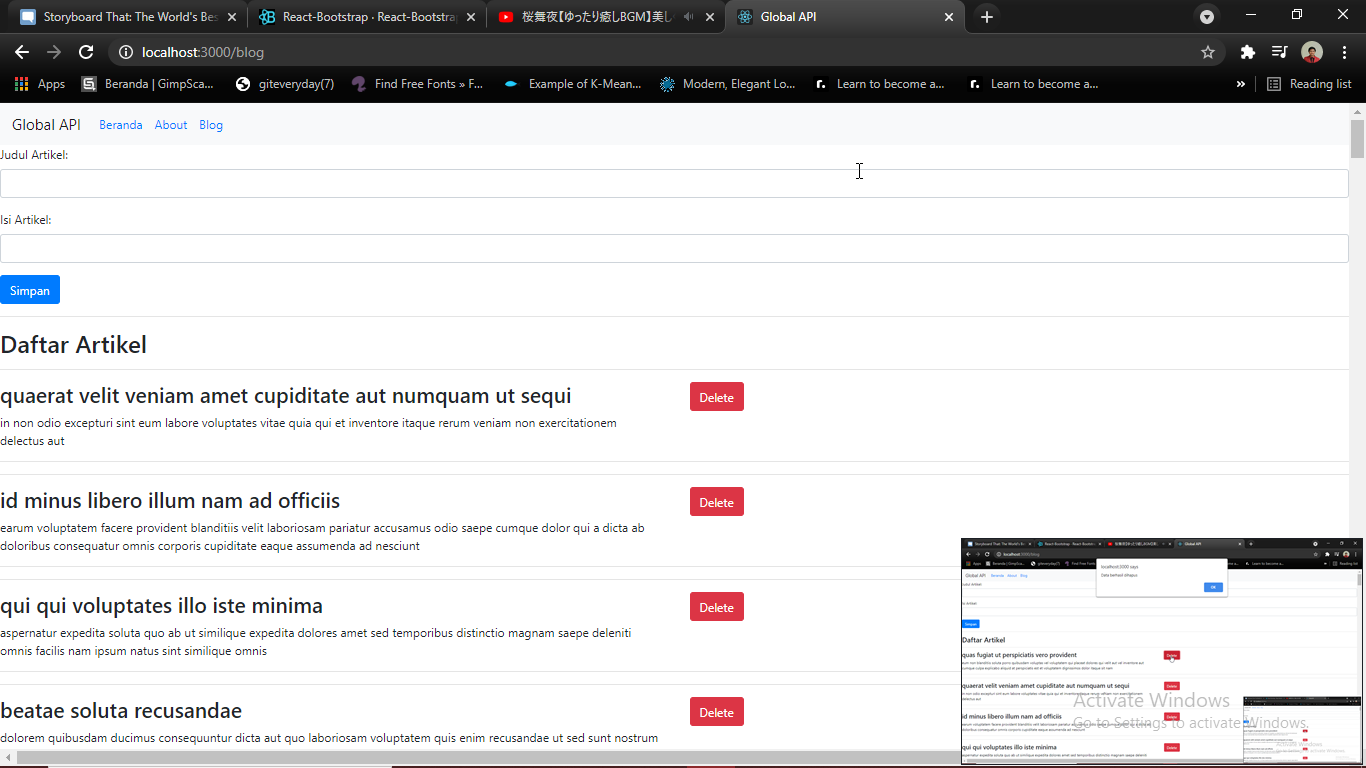 Storyboard That: The World's Bes
React-Bootstrap · React-Bootstrap
桜舞夜【ゆったり癒しBGM】美し
Global API
localhost:3000/blog
Apps
Beranda | GimpSca...
giteveryday(7)
Find Free Fonts » F...
Example of K-Mean...
Modern, Elegant Lo...
Learn to become a...
Learn to become a...
»
Reading list
Global API Beranda About Blog
Judul Artikel:
Isi Artikel:
Simpan
Daftar Artikel
quaerat velit veniam amet cupiditate aut numquam ut sequi
Delete
in non odio excepturi sint eum labore voluptates vitae quia qui et inventore itaque rerum veniam non exercitationem
delectus aut
id minus libero illum nam ad officiis
Delete
earum voluptatem facere provident blanditiis velit laboriosam pariatur accusamus odio saepe cumque dolor qui a dicta ab
doloribus consequatur omnis corporis cupiditate eaque assumenda ad nesciunt
qui qui voluptates illo iste minima
Delete
aspernatur expedita soluta quo ab ut similique expedita dolores amet sed temporibus distinctio magnam saepe deleniti
omnis facilis nam ipsum natus sint similique omnis
beatae soluta recusandae
Delete
dolorem quibusdam ducimus consequuntur dicta aut quo laboriosam voluptatem quis enim recusandae ut sed sunt nostrum
localhost:3000/blog
localhost:3000 says
Data berhasil dihapus
OK
Global API Beranda About Blog
Judul Artikel:
Isi Artikel:
Simpan
Daftar Artikel
quas fugiat ut perspiciatis vero provident
Delete
quaerat velit veniam amet cupiditate aut numquam ut sequi
Delete
id minus libero illum nam ad officiis
Delete
qui qui voluptates illo iste minima
Delete
Activate Windows
Go to Settings to activate Windows.